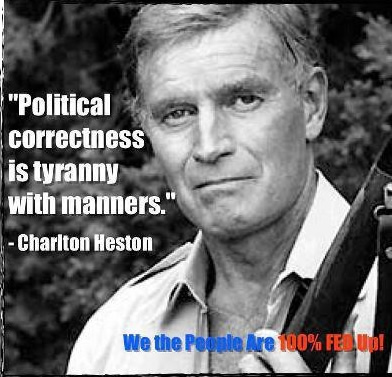 "Political
correctness
is tyranny
with manners."
- Charlton Heston
We the People Are 100% FED Up!